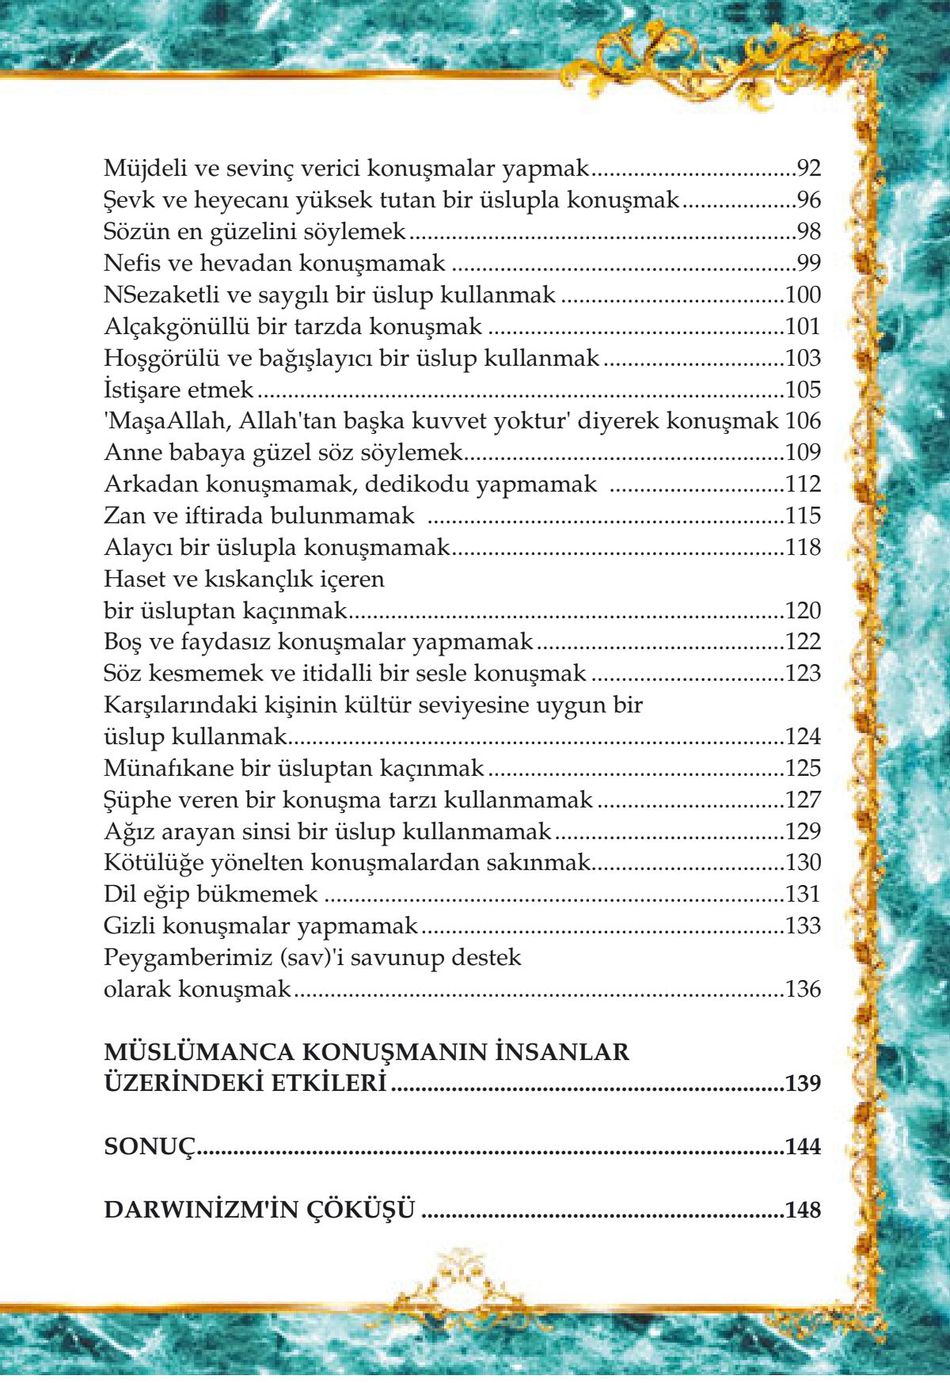 Müjdeli ve sevinç verici konuşmalar yapmak..................................92
Şevk ve heyecanı yüksek tutan bir üslupla konuşmak...................96
Sözün en güzelini söylemek................................................................98
Nefis ve hevadan konuşmamak .........................................................99
NSezaketli ve saygılı bir üslup kullanmak .....................................100
Alçakgönüllü bir tarzda konuşmak .................................................101
Hoşgörülü ve bağışlayıcı bir üslup kullanmak..............................103
İstişare etmek.......................................................................................105
'MaşaAllah, Allah'tan başka kuvvet yoktur' diyerek konuşmak 106
Anne babaya güzel söz söylemek.....................................................109
Arkadan konuşmamak, dedikodu yapmamak .............................112
Zan ve iftirada bulunmamak ...........................................................115
Alaycı bir üslupla konuşmamak.......................................................118
Haset ve kıskançlık içeren
bir üsluptan kaçınmak........................................................................120
Boş ve faydasız konuşmalar yapmamak.........................................122
Söz kesmemek ve itidalli bir sesle konuşmak ................................123
Karşılarındaki kişinin kültür seviyesine uygun bir
üslup kullanmak..................................................................................124
Münafıkane bir üsluptan kaçınmak.................................................125
Şüphe veren bir konuşma tarzı kullanmamak ...............................127
Ağız arayan sinsi bir üslup kullanmamak......................................129
Kötülüğe yönelten konuşmalardan sakınmak................................130
Dil eğip bükmemek ............................................................................131
Gizli konuşmalar yapmamak............................................................133
Peygamberimiz (sav)'i savunup destek
olarak konuşmak.................................................................................136
MÜSLÜMANCA KONUŞMANIN İNSANLAR
ÜZERİNDEKİ ETKİLERİ.................................................................139
SONUÇ.................................................................................................144
DARWINİZM'İN ÇÖKÜŞÜ ............................................................148